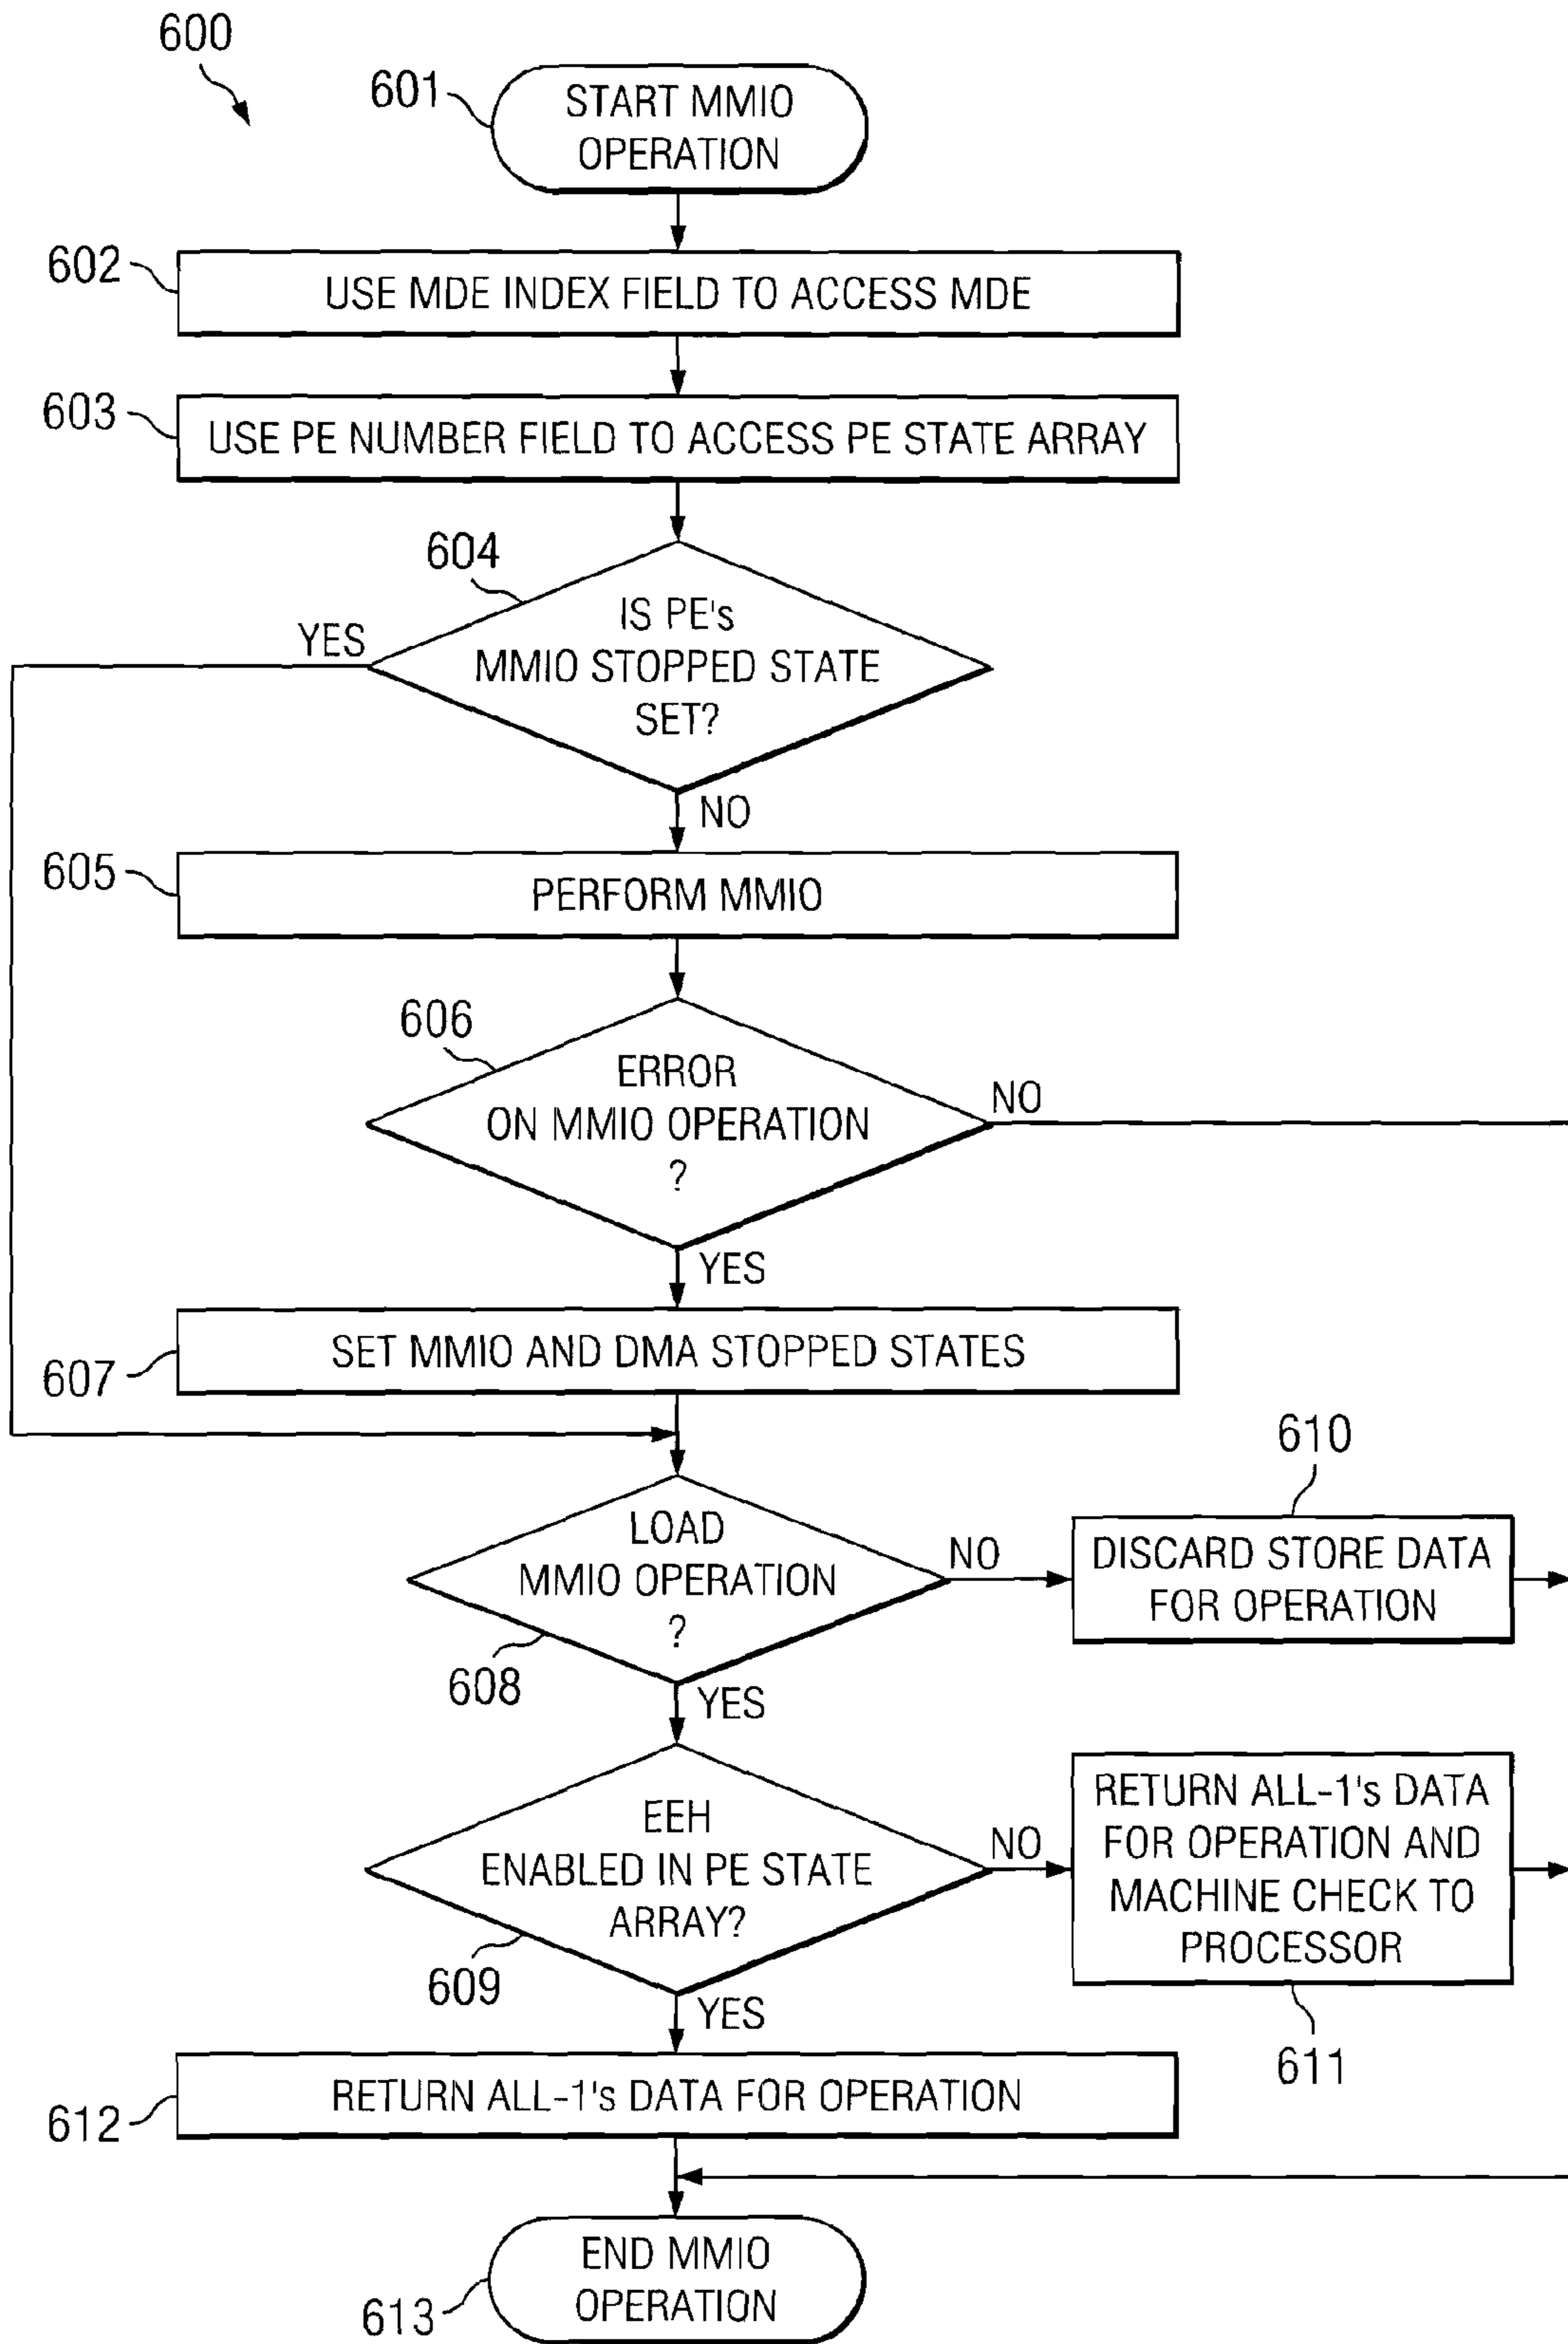 600
601
START MMIO
OPERATION
602
USE MDE INDEX FIELD TO ACCESS MDE
603
USE PE NUMBER FIELD TO ACCESS PE STATE ARRAY
604
IS PE's
MMIO STOPPED STATE
SET?
YES
NO
605
PERFORM MMIO
606
ERROR
ON MMIO OPERATION
?
NO
YES
607
SET MMIO AND DMA STOPPED STATES
608
LOAD
MMIO OPERATION
?
NO
610
DISCARD STORE DATA
FOR OPERATION
YES
609
EEH
ENABLED IN PE STATE
ARRAY?
NO
RETURN ALL-1's DATA
FOR OPERATION AND
MACHINE CHECK TO
PROCESSOR
611
YES
612
RETURN ALL-1's DATA FOR OPERATION
613
END MMIO
OPERATION